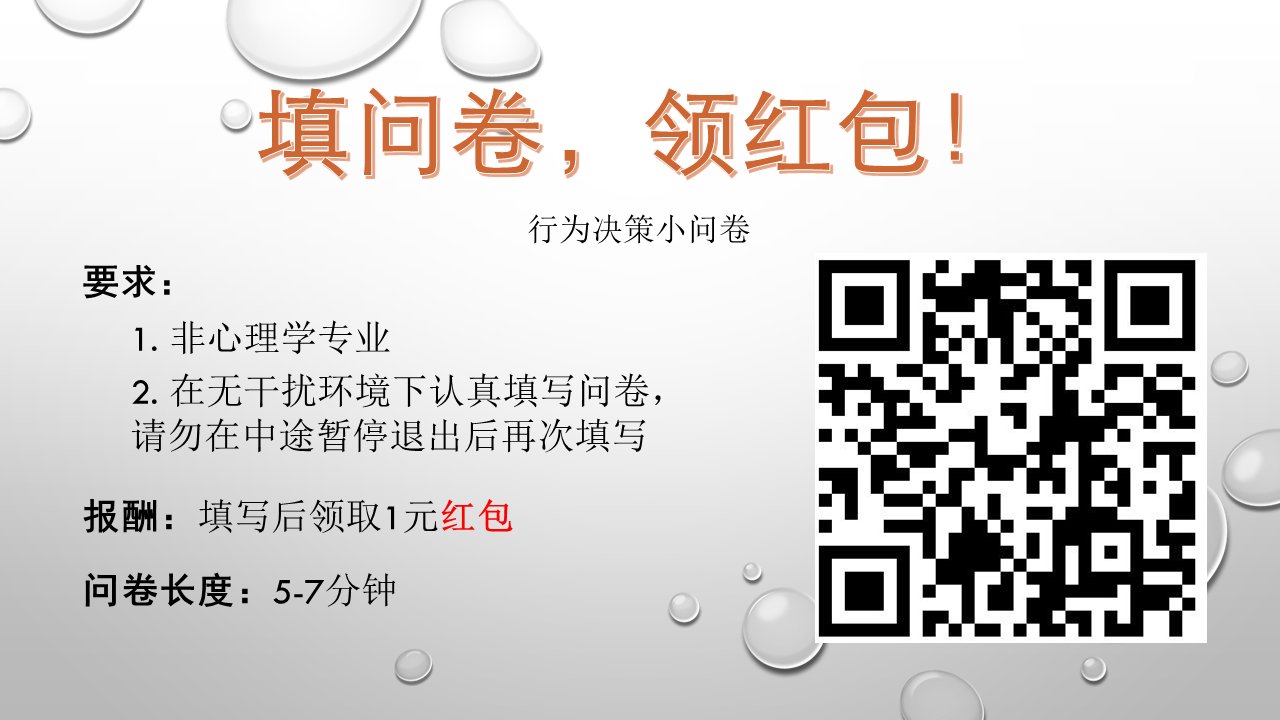 填问卷，领红包！
行为决策小问卷
要求：
1. 非心理学专业
2. 在无干扰环境下认真填写问卷，
请勿在中途暂停退出后再次填写
报酬：填写后领取1元红包
问卷长度：5-7分钟